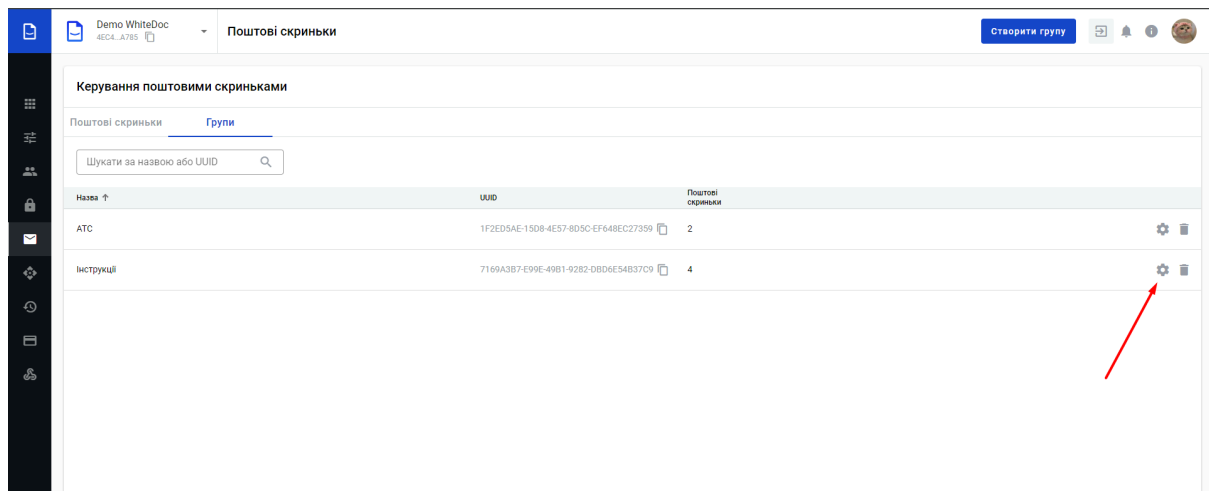 Demo WhiteDoc
4EC4...A785
Поштові скриньки
Створити групу
Керування поштовими скриньками
Поштові скриньки
Групи
Шукати за назвою або UUID
Назва ↑
UUID
Поштові
скриньки
АТС
1F2ED5AE-15D8-4E57-8D5C-EF648EC27359
2
Інструкції
7169A3B7-E99E-49B1-9282-DBD6E54B37C9
4